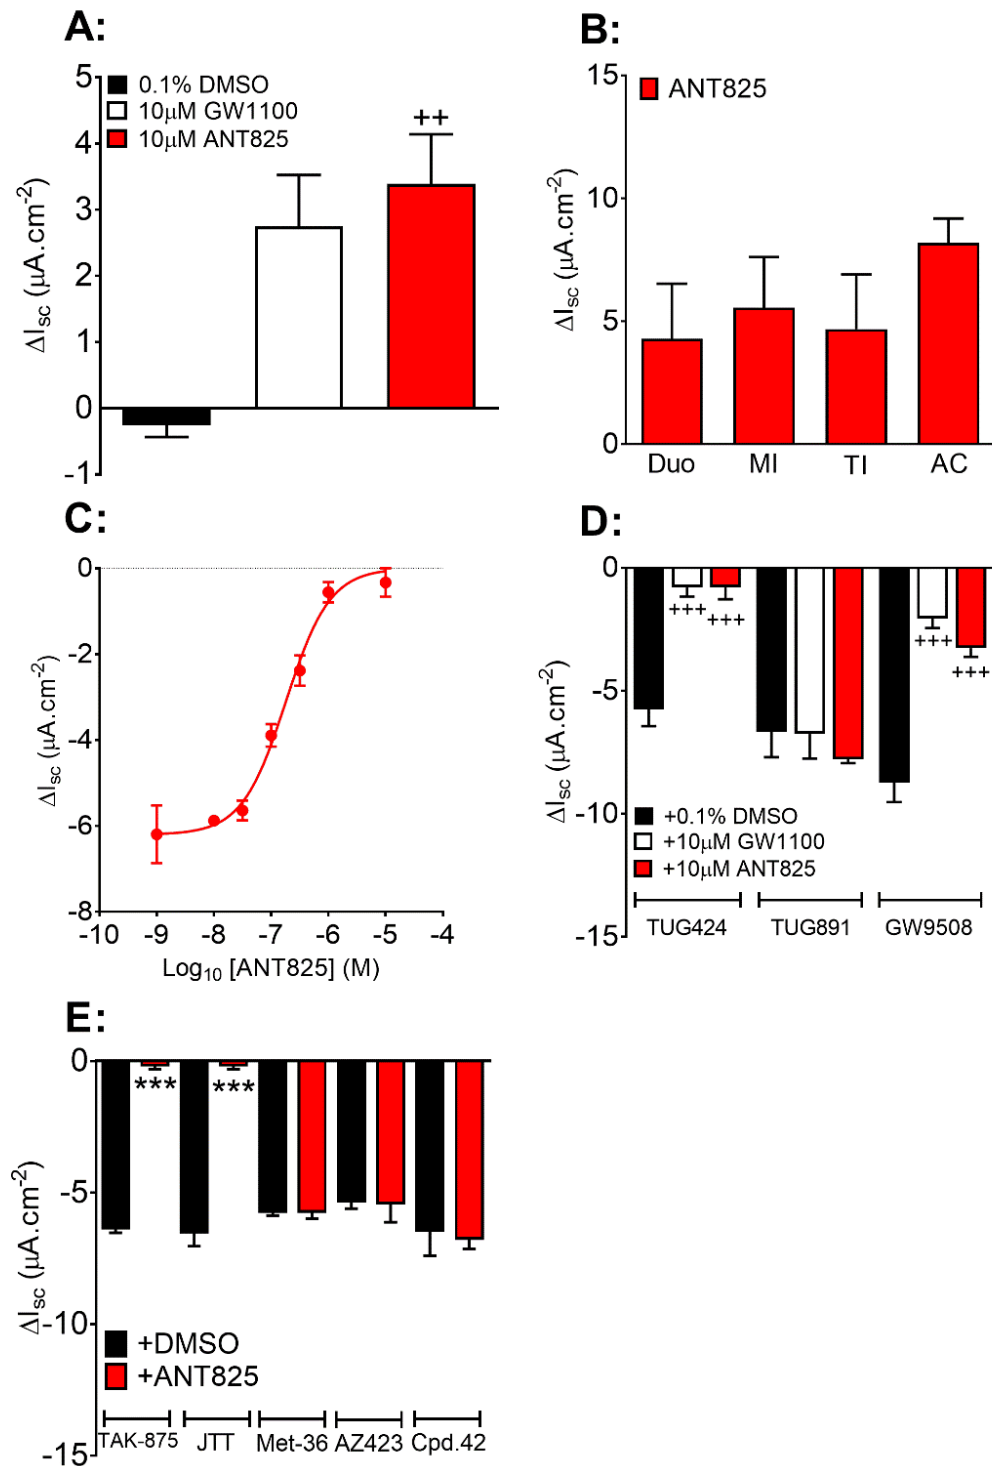 A:
5
4
3
2
1
0
-1
ΔIsc (μA.cm-2)
0.1% DMSO
10μM GW1100
10μM ANT825
++
B:
15
10
5
0
ΔIsc (μA.cm-2)
ANT825
Duo MI TI AC
C:
0
-2
-4
-6
-8
ΔIsc (μA.cm-2)
-10 -9 -8 -7 -6 -5 -4
Log10 [ANT825] (M)
D:
0
-5
-10
-15
ΔIsc (μA.cm-2)
+++ +++ +++ +++
+0.1% DMSO
+10μM GW1100
+10μM ANT825
TUG424 TUG891 GW9508
E:
0
-5
-10
-15
ΔIsc (μA.cm-2)
*** ***
+DMSO
+ANT825
TAK-875 JTT Met-36 AZ423 Cpd.42